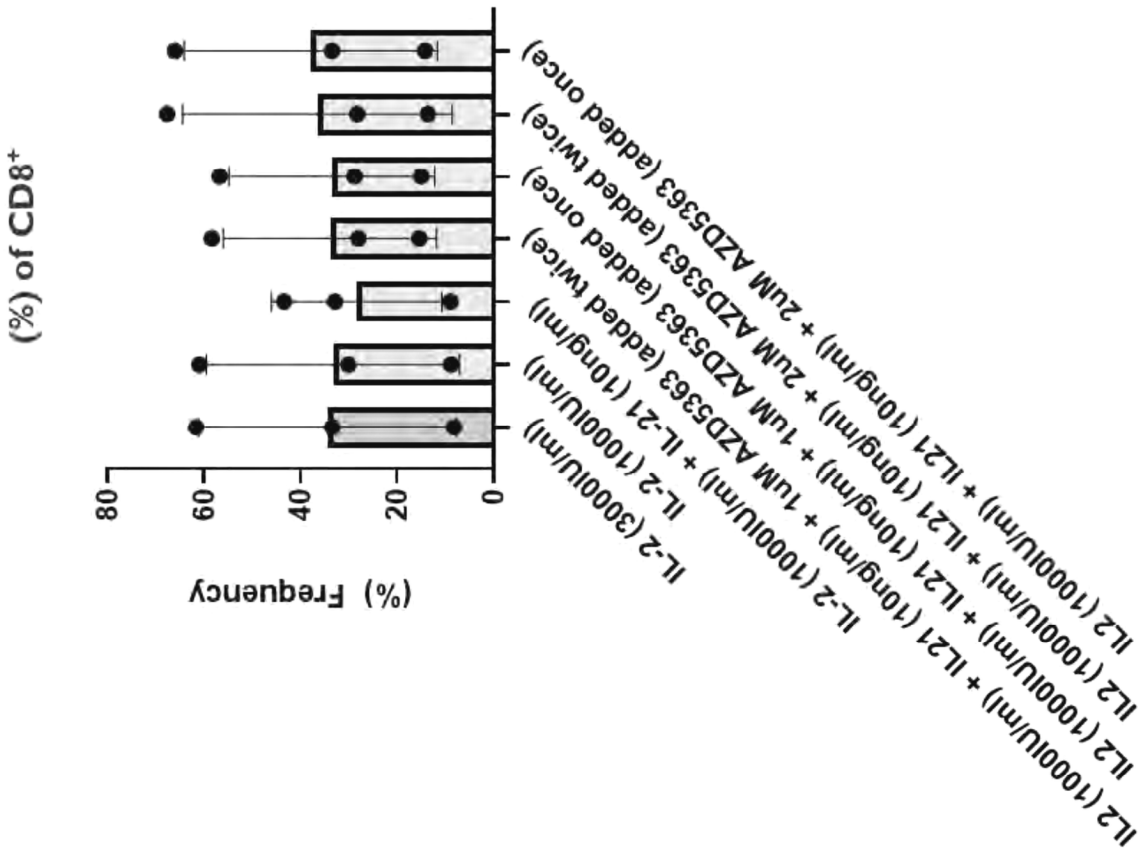 (%) of CD8+
(%) Frequency
80
60
40
20
0
IL-2 (3000IU/ml)
IL-2 (1000IU/ml)
IL-2 (1000IU/ml) + IL-21 (10ng/ml)
IL2 (1000IU/ml) + IL21 (10ng/ml) + 1uM AZD5363 (added twice)
IL2 (1000IU/ml) + IL21 (10ng/ml) + 1uM AZD5363 (added once)
IL2 (1000IU/ml) + IL21 (10ng/ml) + 2uM AZD5363 (added twice)
IL2 (1000IU/ml) + IL21 (10ng/ml) + 2uM AZD5363 (added once)